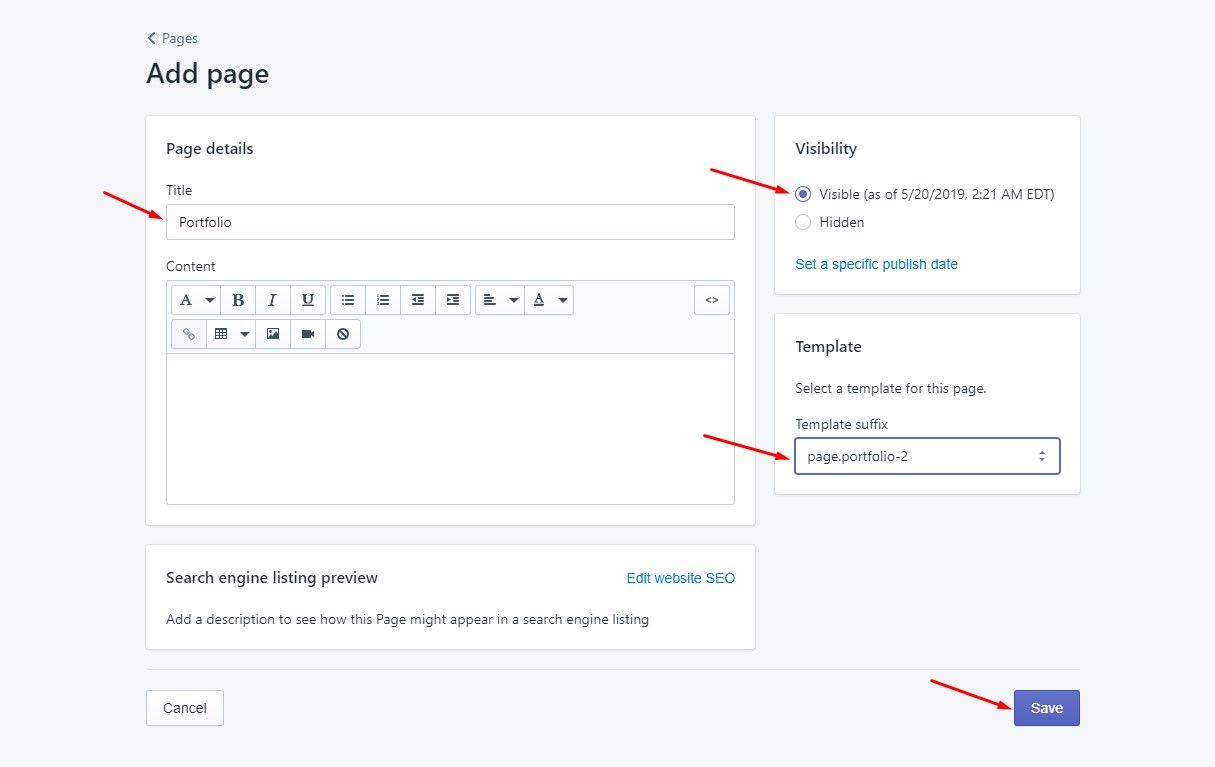 Pages
Add page
Page details
Title
Portfolio
Content
A B I U A <>
Search engine listing preview
Edit website SEO
Add a description to see how this Page might appear in a search engine listing
Visibility
Visible (as of 5/20/2019, 2:21 AM EDT)
Hidden
Set a specific publish date
Template
Select a template for this page.
Template suffix
page.portfolio-2
Cancel
Save